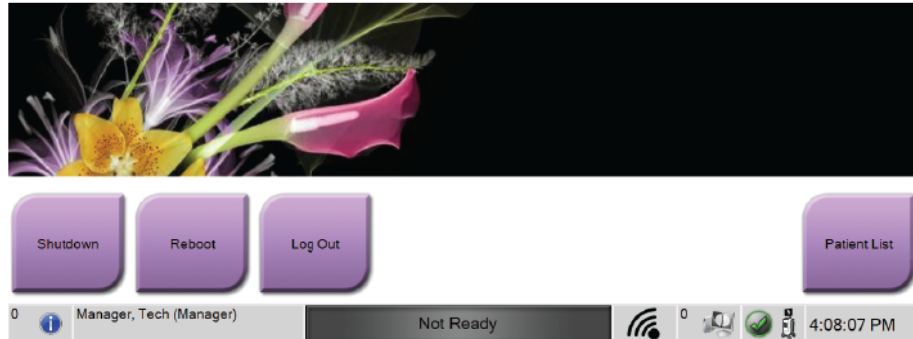 Shutdown
Reboot
Log Out
Patient List
0
Manager, Tech (Manager)
Not Ready
0
4:08:07 PM